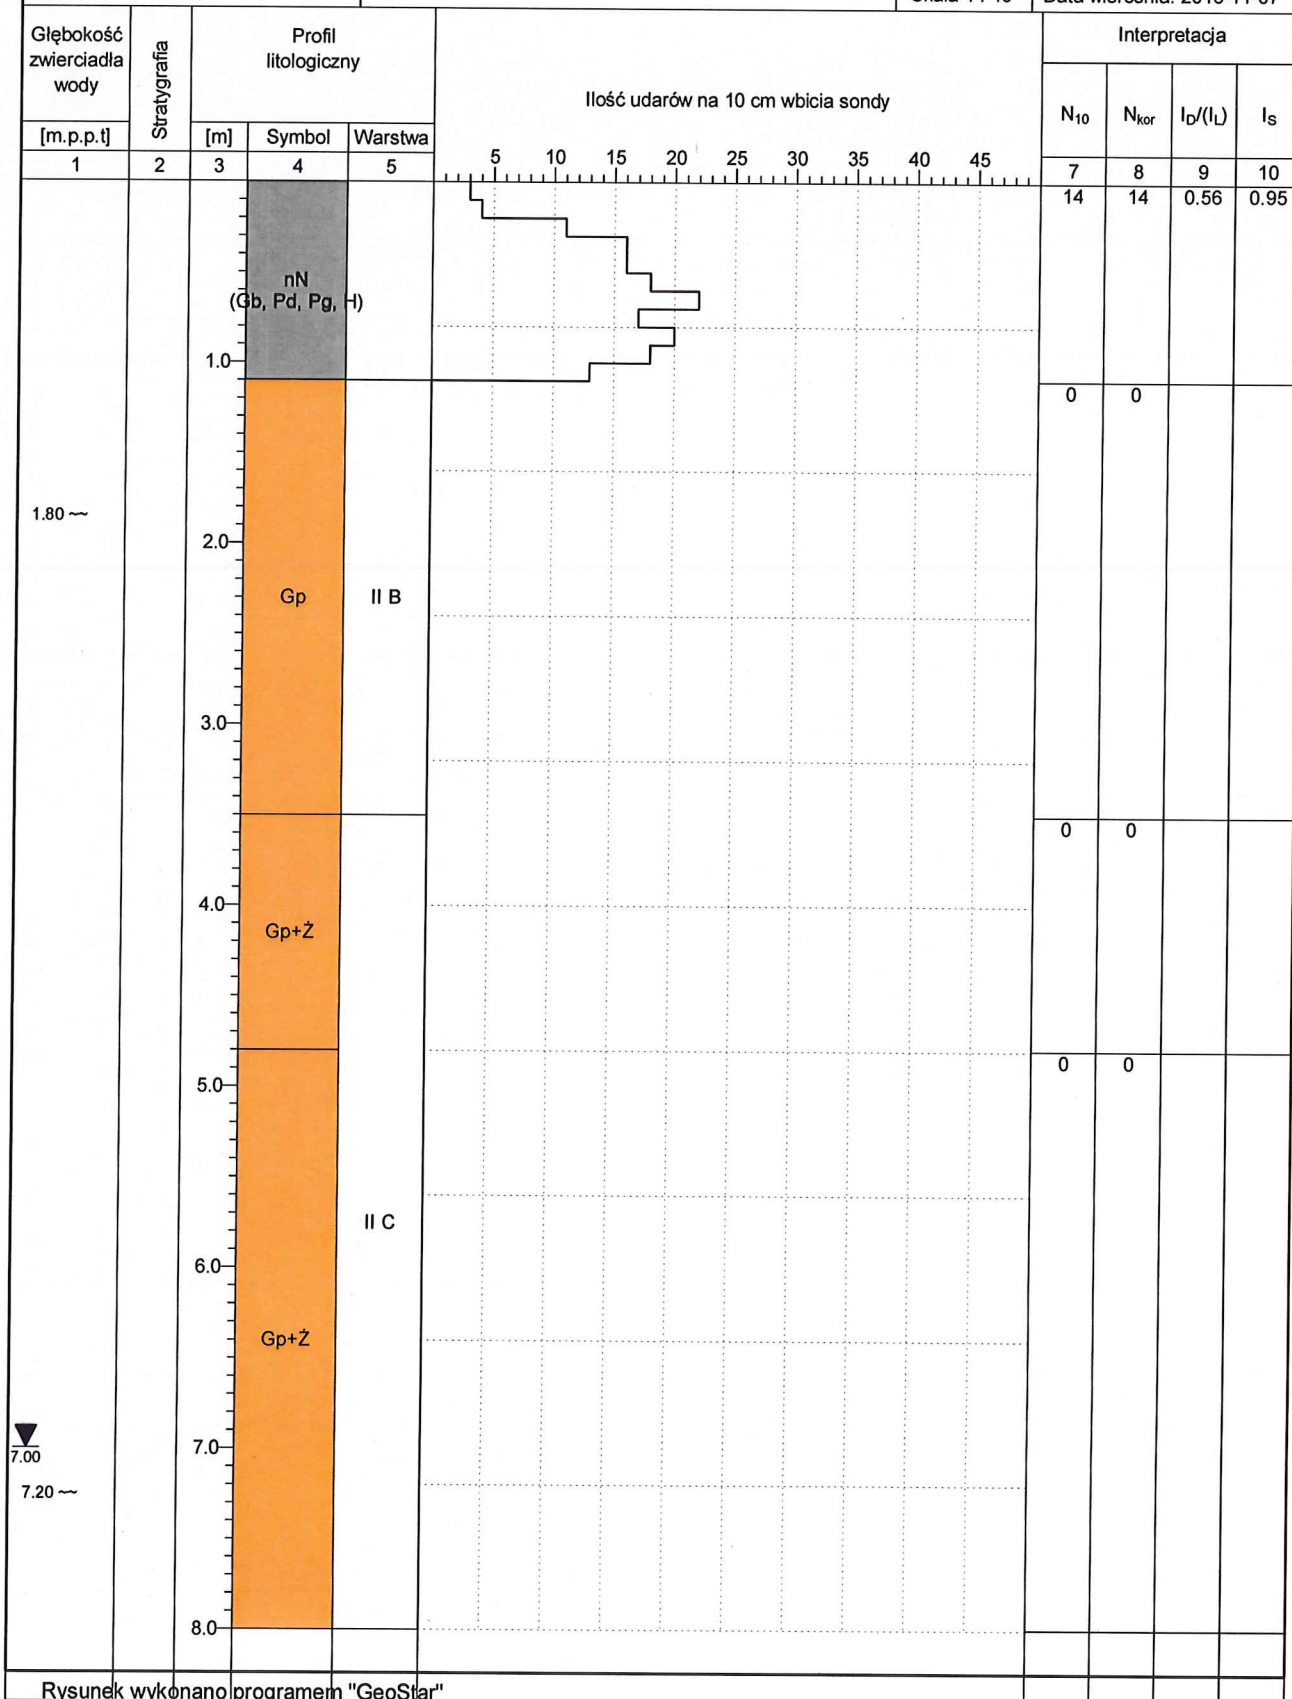 Głębokość
zwierciadła
wody
Stratygrafia
Profil
litologiczny
Ilość udarów na 10 cm wbicia sondy
Interpretacja
N10 Nkor ID/(IL) IS
[m.p.p.t] [m] Symbol Warstwa
5 10 15 20 25 30 35 40 45
1 2 3 4 5 7 8 9 10
14 14 0.56 0.95
nN
(Gb, Pd, Pg, H)
1.0
0 0
1.80 ~~
2.0
Gp II B
3.0
0 0
4.0
Gp+Ż
5.0
0 0
II C
6.0
Gp+Ż
7.0
7.00
7.20 ~~
8.0
Rysunek wykonano programem "GeoStar"